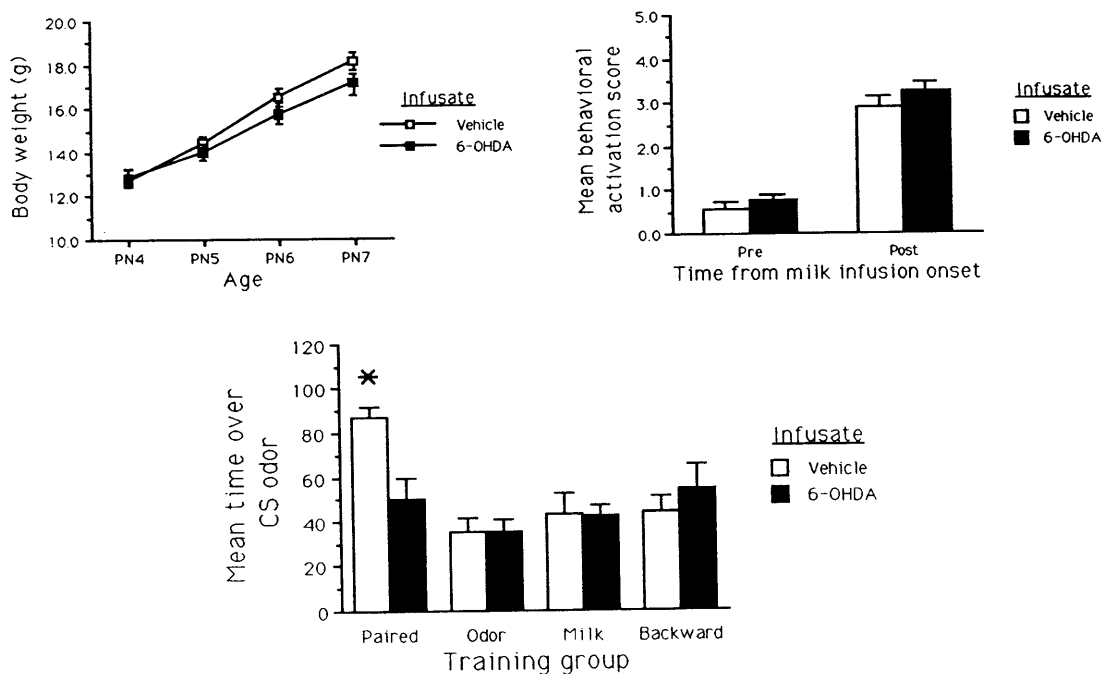 20.0
18.0
16.0
14.0
12.0
10.0
Body weight (g)
PN4 PN5 PN6 PN7
Age
Infusate
Vehicle
6-OHDA
5.0
4.0
3.0
2.0
1.0
0.0
Mean behavioral
activation score
Pre Post
Time from milk infusion onset
Infusate
Vehicle
6-OHDA
120
100
80
60
40
20
0
Mean time over
CS odor
*
Paired Odor Milk Backward
Training group
Infusate
Vehicle
6-OHDA